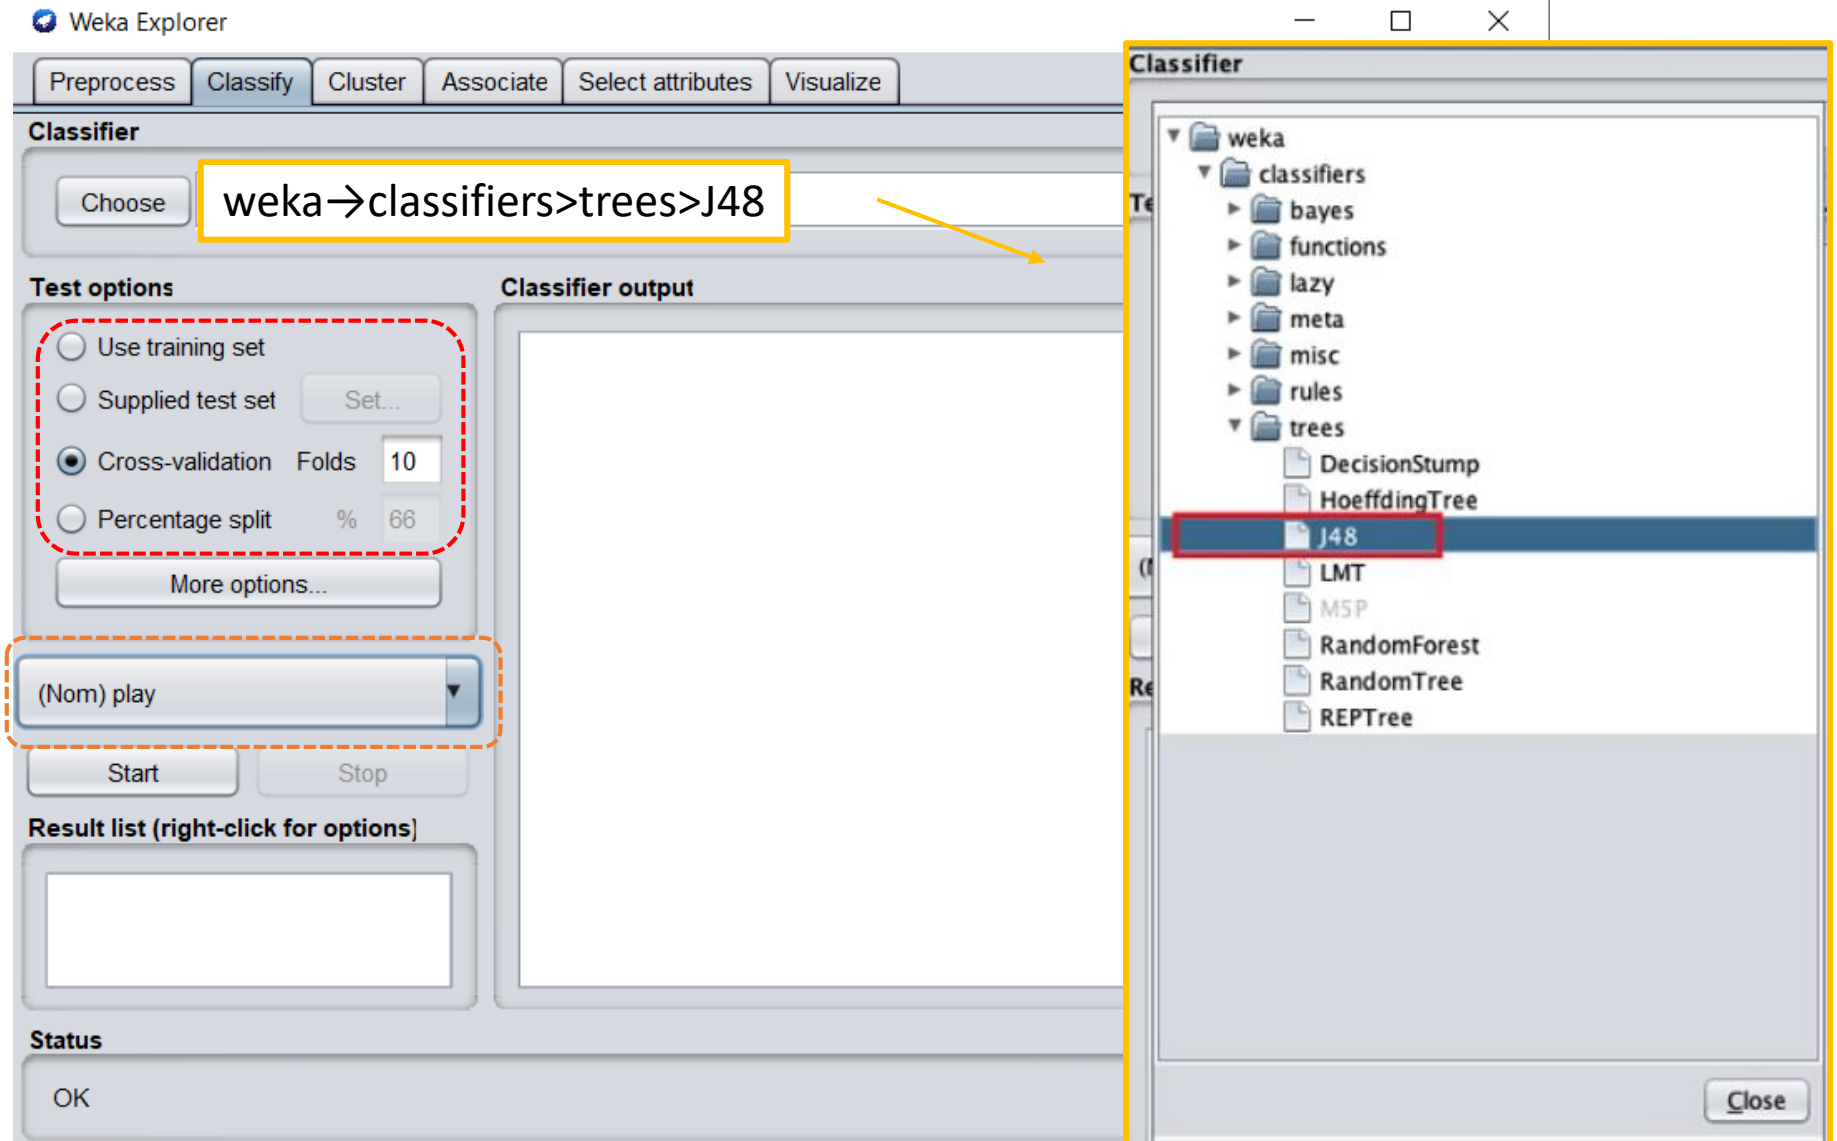 Weka Explorer
Preprocess Classify Cluster Associate Select attributes Visualize
Classifier
Choose
weka→classifiers>trees>J48
Test options
Use training set
Supplied test set Set...
Cross-validation Folds 10
Percentage split % 66
More options...
(Nom) play
Start Stop
Result list (right-click for options)
Classifier output
Status
OK
Classifier
weka
classifiers
bayes
functions
lazy
meta
misc
rules
trees
DecisionStump
HoeffdingTree
J48
LMT
M5P
RandomForest
RandomTree
REPTree
Close
Te
(N
Re